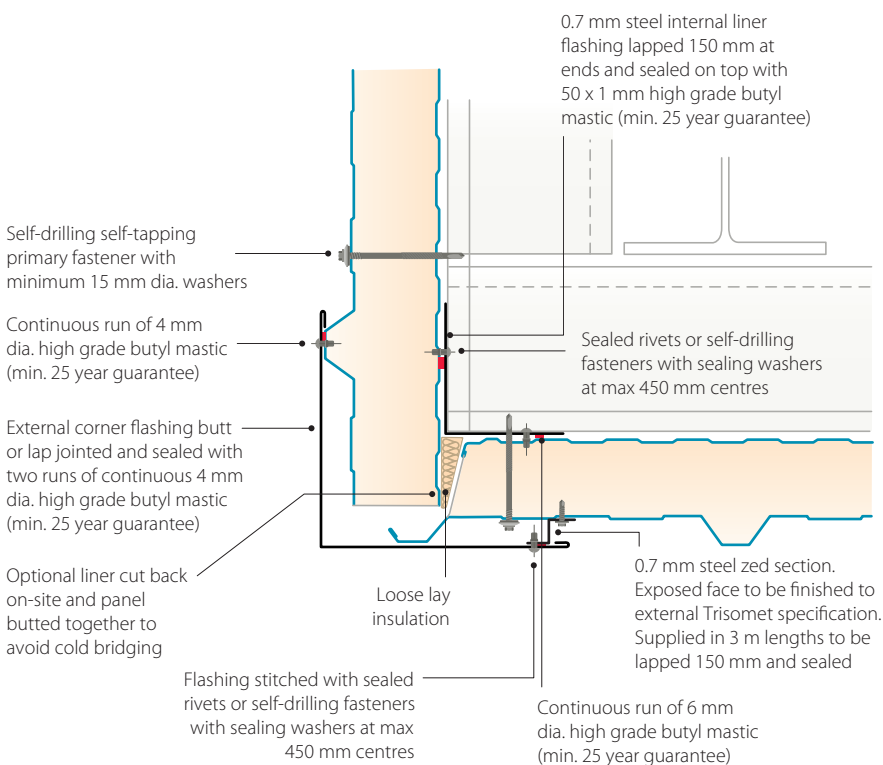 0.7 mm steel internal liner
flashing lapped 150 mm at
ends and sealed on top with
50 x 1 mm high grade butyl
mastic (min. 25 year guarantee)
Self-drilling self-tapping
primary fastener with
minimum 15 mm dia. washers
Continuous run of 4 mm
dia. high grade butyl mastic
(min. 25 year guarantee)
Sealed rivets or self-drilling
fasteners with sealing washers
at max 450 mm centres
External corner flashing butt
or lap jointed and sealed with
two runs of continuous 4 mm
dia. high grade butyl mastic
(min. 25 year guarantee)
Optional liner cut back
on-site and panel
butted together to
avoid cold bridging
Loose lay
insulation
0.7 mm steel zed section.
Exposed face to be finished to
external Trisomet specification.
Supplied in 3 m lengths to be
lapped 150 mm and sealed
Flashing stitched with sealed
rivets or self-drilling fasteners
with sealing washers at max
450 mm centres
Continuous run of 6 mm
dia. high grade butyl mastic
(min. 25 year guarantee)